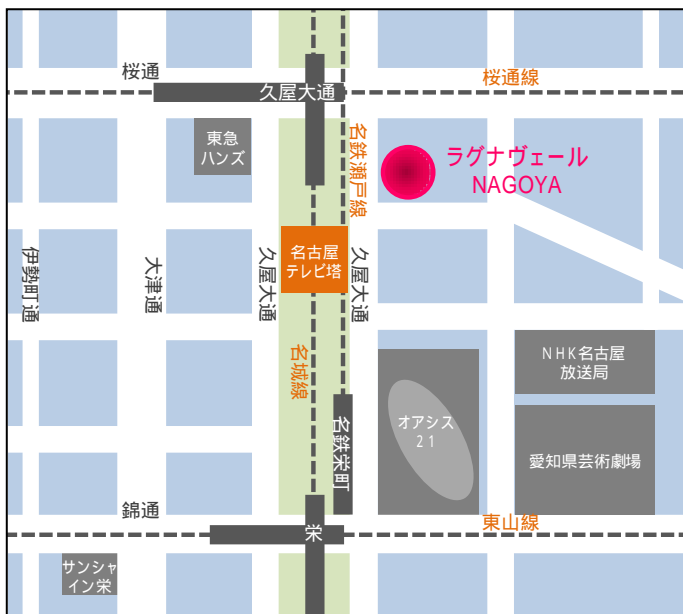 桜通
久屋大通
桜通線
東急
ハンズ
名鉄瀬戸線
ラグナヴェール
NAGOYA
伊勢町通
大津通
久屋大通
名古屋
テレビ塔
久屋大通
名城線
NHK名古屋
放送局
オアシス
21
名鉄栄町
愛知県芸術劇場
錦通
栄
東山線
サンシャ
イン栄